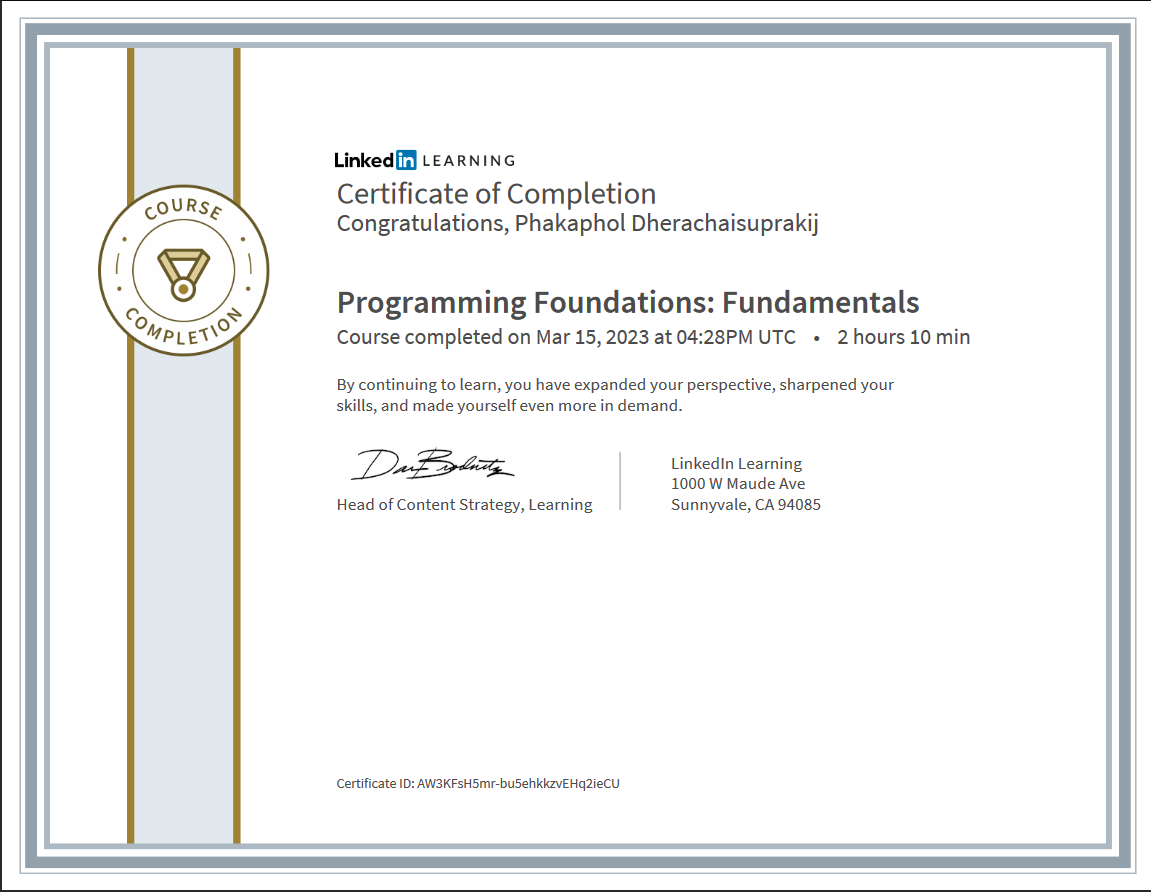 COURSE
COMPLETION
Linked in LEARNING
Certificate of Completion
Congratulations, Phakaphol Dherachaisuprakij
Programming Foundations: Fundamentals
Course completed on Mar 15, 2023 at 04:28PM UTC • 2 hours 10 min
By continuing to learn, you have expanded your perspective, sharpened your
skills, and made yourself even more in demand.
Head of Content Strategy, Learning
LinkedIn Learning
1000 W Maude Ave
Sunnyvale, CA 94085
Certificate ID: AW3KFsH5mr-bu5ehkkzvEHq2ieCU